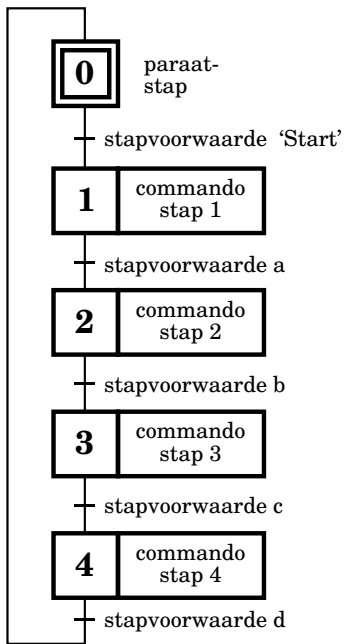 0
paraat-
stap
stapvoorwaarde 'Start'
1
commando
stap 1
stapvoorwaarde a
2
commando
stap 2
stapvoorwaarde b
3
commando
stap 3
stapvoorwaarde c
4
commando
stap 4
stapvoorwaarde d